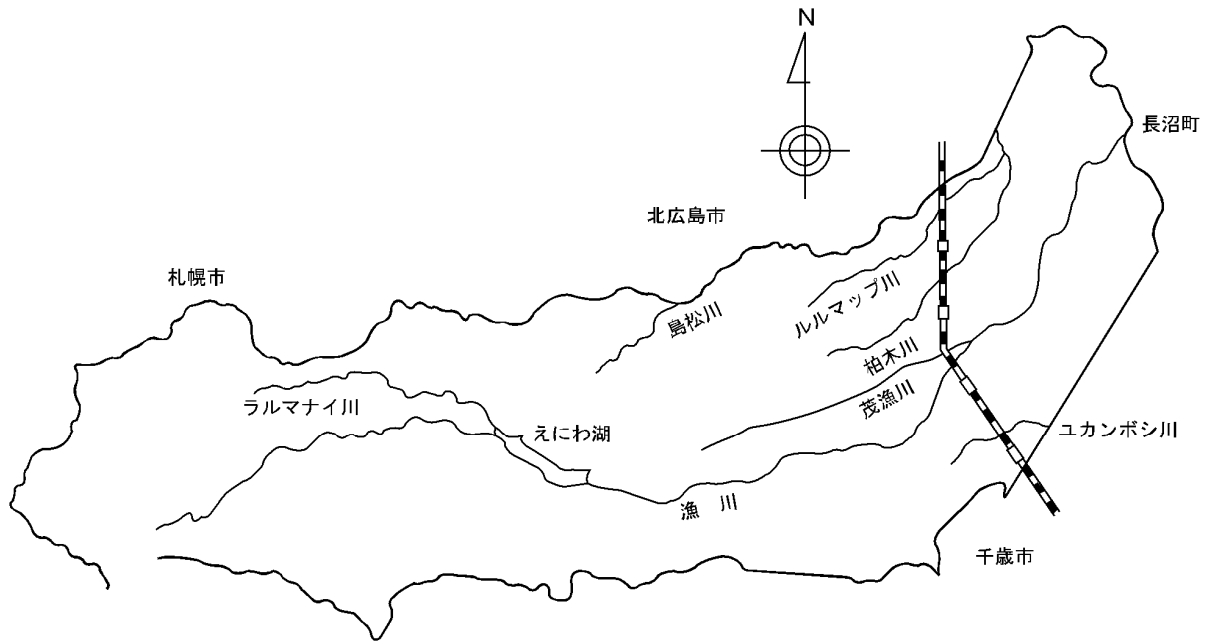 N
長沼町
北広島市
札幌市
ルルマップ川
島松川
柏木川
ラルマナイ川
茂漁川
えにわ湖
ユカンボシ川
漁 川
千歳市